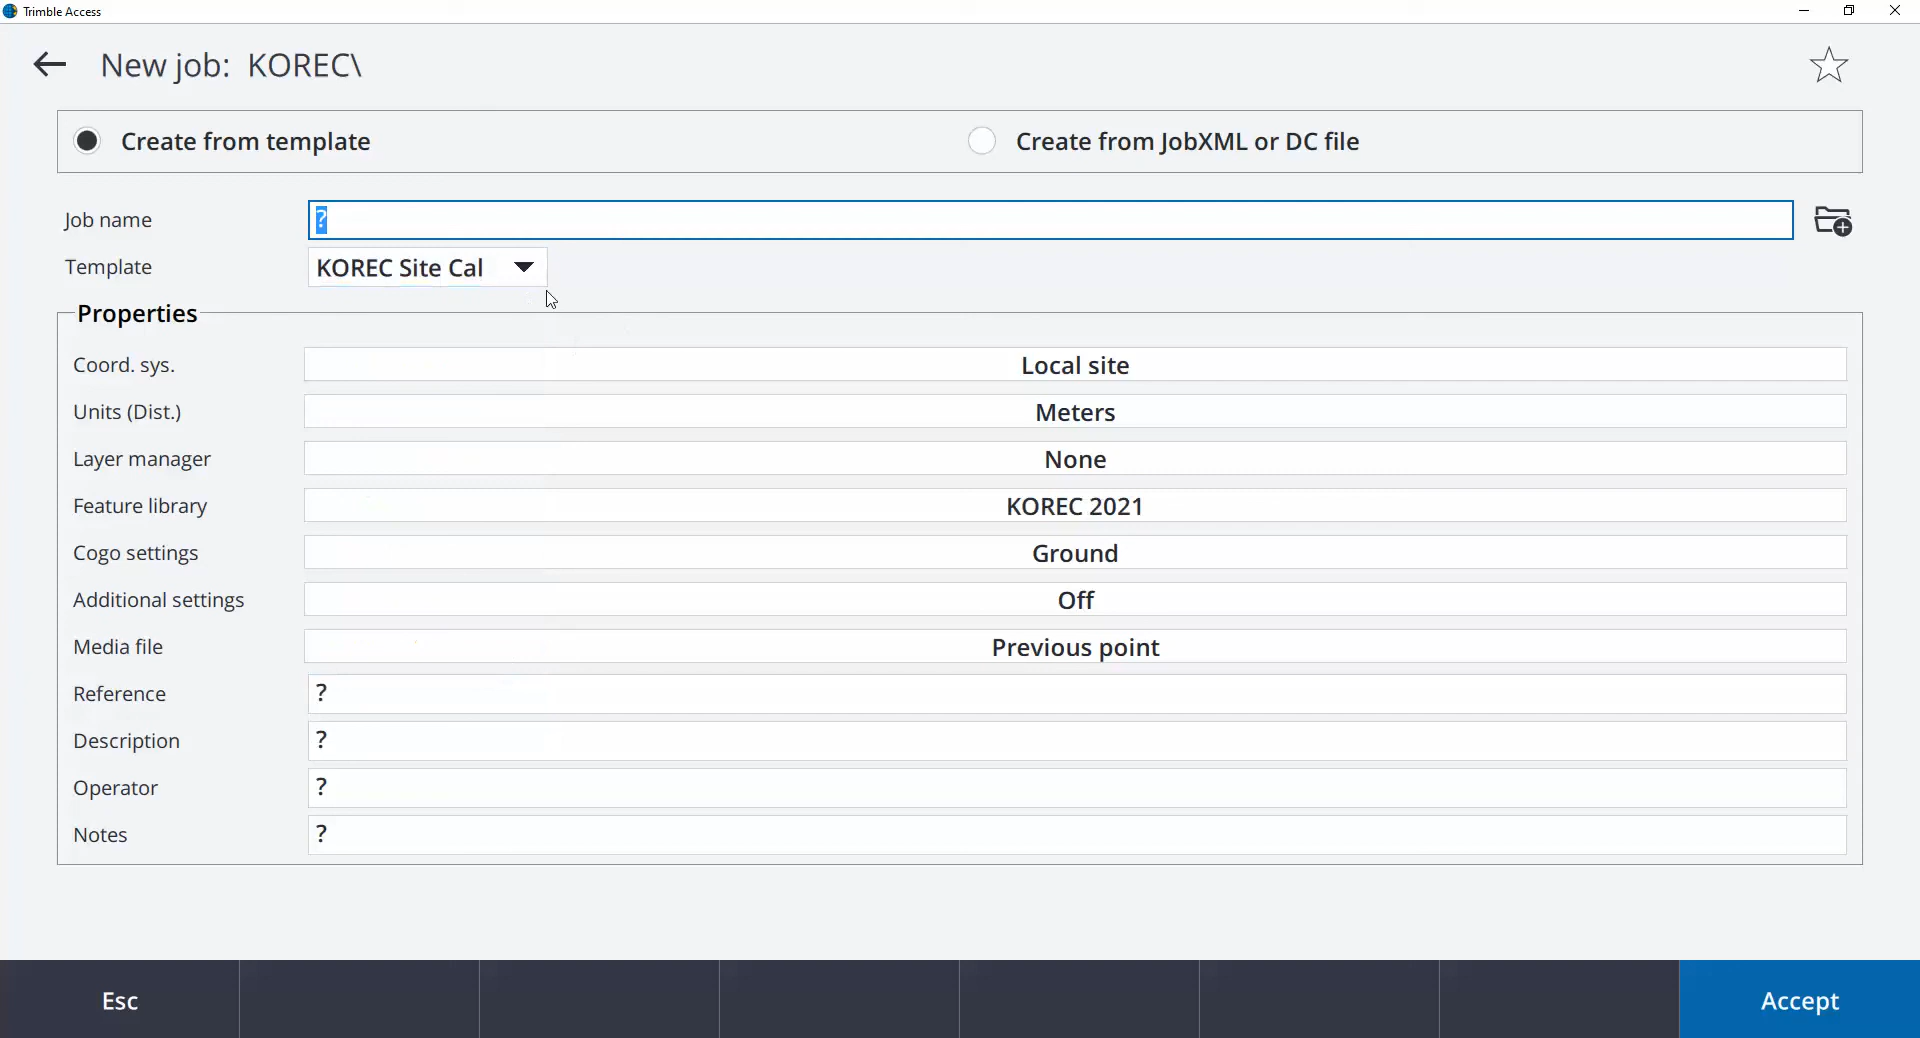 Trimble Access
New job: KOREC\
Create from template
Create from JobXML or DC file
Job name
?
Template
KOREC Site Cal
Properties
Coord. sys.
Local site
Units (Dist.)
Meters
Layer manager
None
Feature library
KOREC 2021
Cogo settings
Ground
Additional settings
Off
Media file
Previous point
Reference
?
Description
?
Operator
?
Notes
?
Esc
Accept